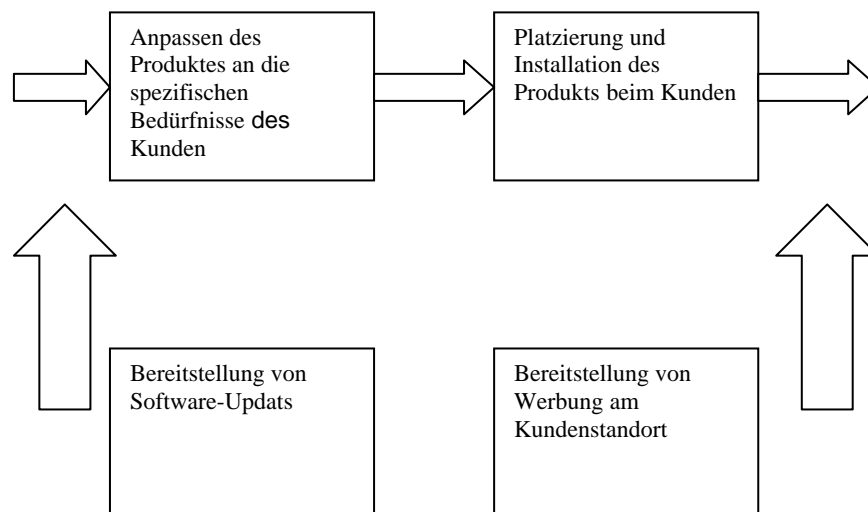 Anpassen des
Produktes an die
spezifischen
Bedürfnisse des
Kunden
Platzierung und
Installation des
Produkts beim Kunden
Bereitstellung von
Software-Updats
Bereitstellung von
Werbung am
Kundenstandort